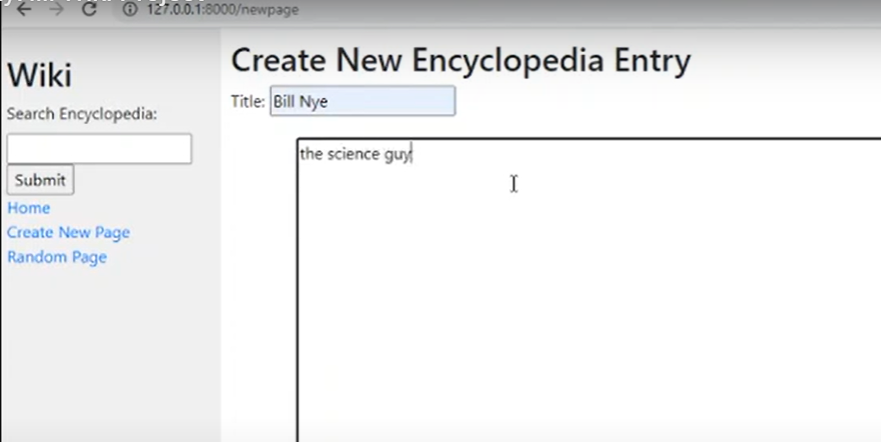 127.0.0.1:8000/newpage
Wiki
Search Encyclopedia:
Submit
Home
Create New Page
Random Page
Create New Encyclopedia Entry
Title: Bill Nye
the science guy